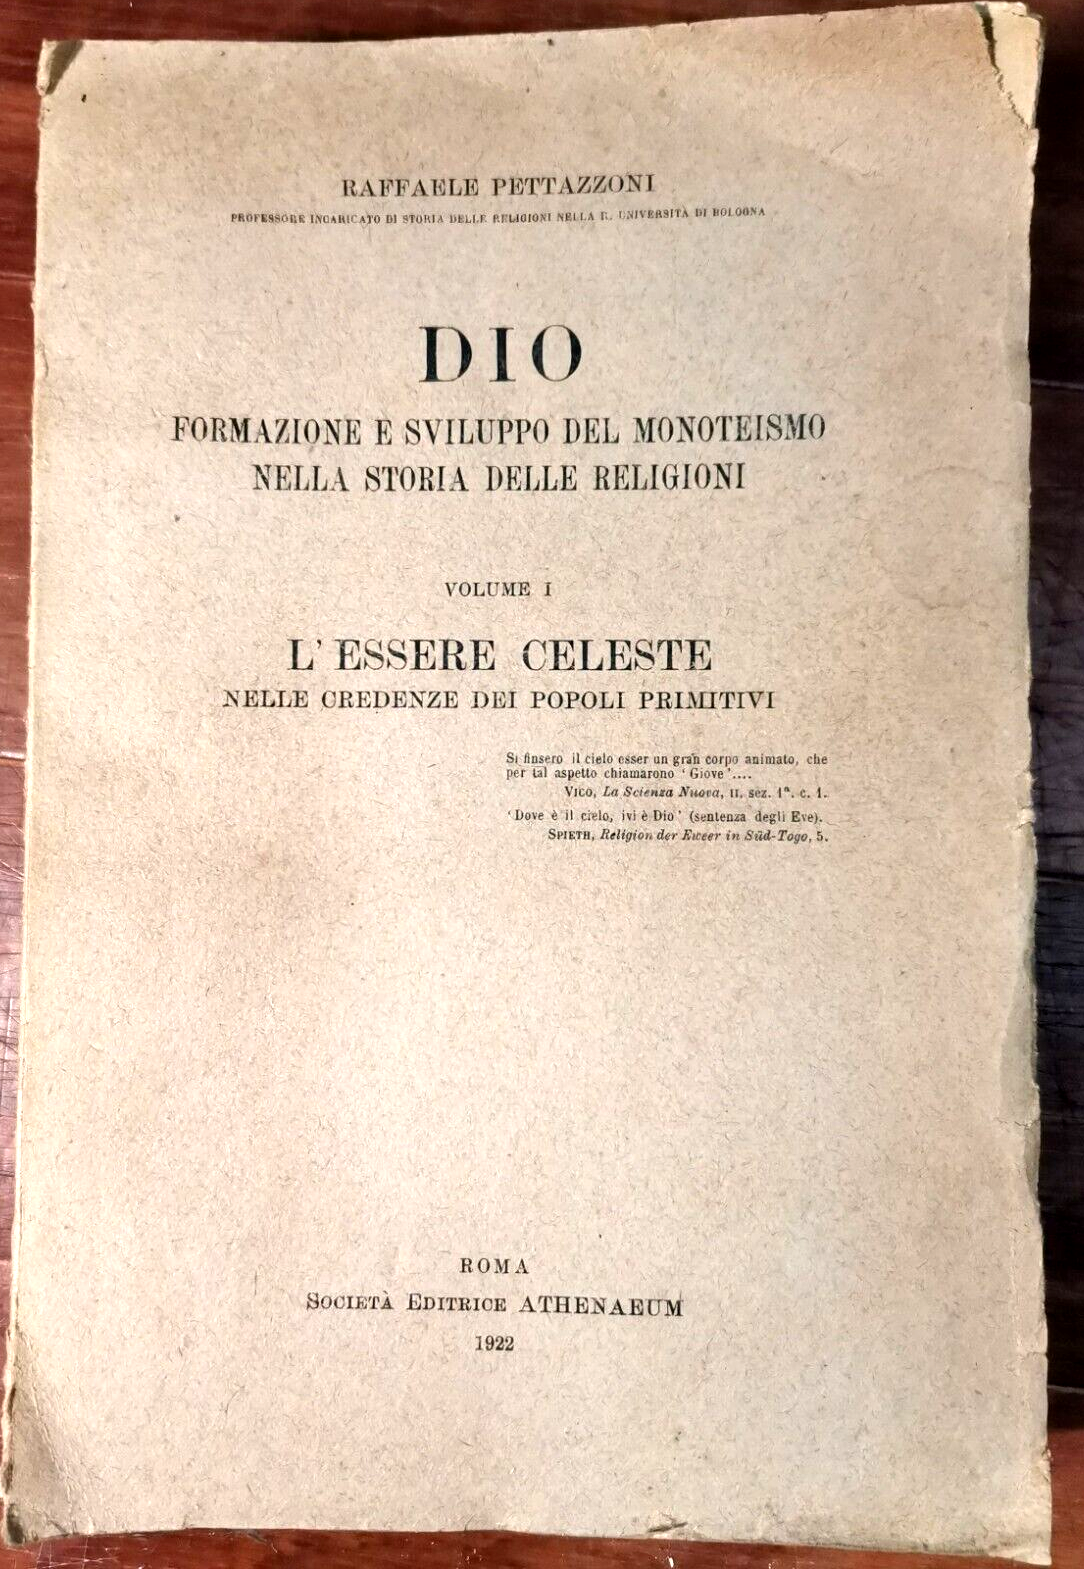 RAFFAELE PETTAZZONI
PROFESSORE INCARICATO DI STORIA DELLE RELIGIONI NELLA R. UNIVERSITÀ DI BOLOGNA
DIO
FORMAZIONE E SVILUPPO DEL MONOTEISMO
NELLA STORIA DELLE RELIGIONI
VOLUME I
L' ESSERE CELESTE
NELLE CREDENZE DEI POPOLI PRIMITIVI
Si finsero il cielo esser un gran corpo animato, che
per tal aspetto chiamarono ‘ Giove ’....
VICO, La Scienza Nuova, II. sez. 1ª. c. 1.
‘ Dove è il cielo, ivi è Dio ’ (sentenza degli Eve).
SPIETH, Religion der Eweer in Süd-Togo, 5.
ROMA
SOCIETÀ EDITRICE ATHENAEUM
1922